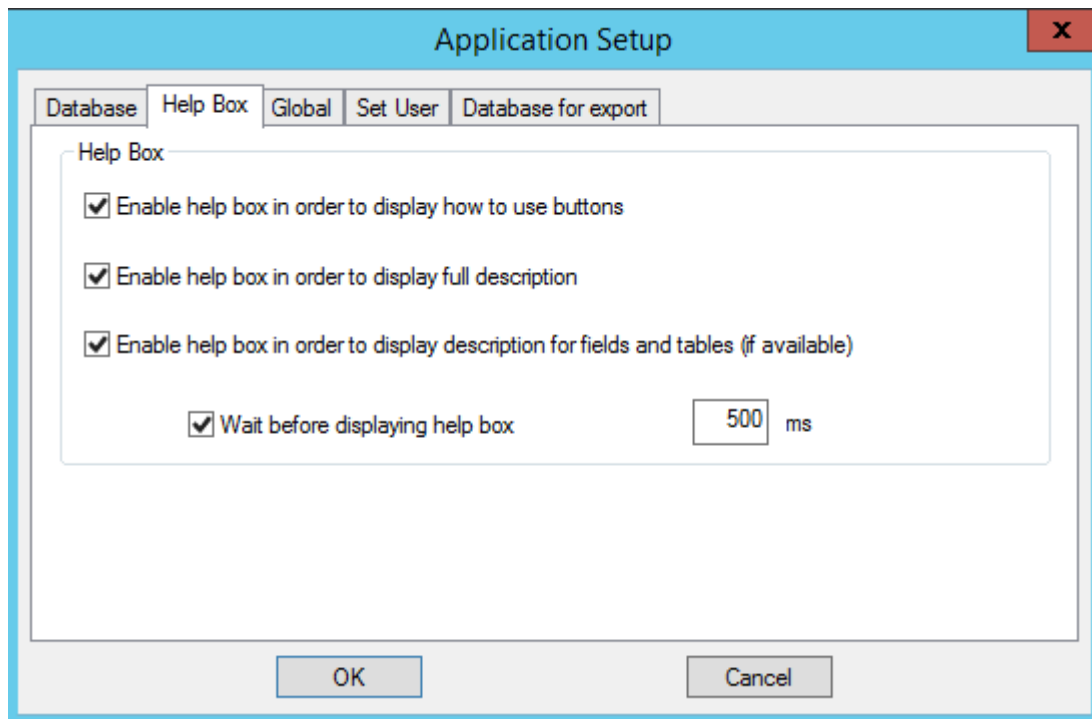 Application Setup
x
Database Help Box Global Set User Database for export
Help Box
Enable help box in order to display how to use buttons
Enable help box in order to display full description
Enable help box in order to display description for fields and tables (if available)
Wait before displaying help box 500 ms
OK Cancel